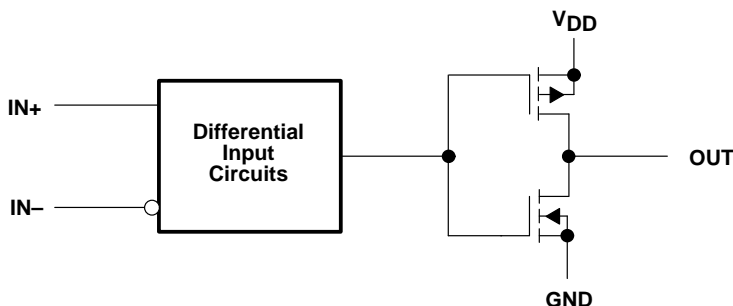 VDD
IN+
Differential
Input
Circuits
OUT
IN–
GND